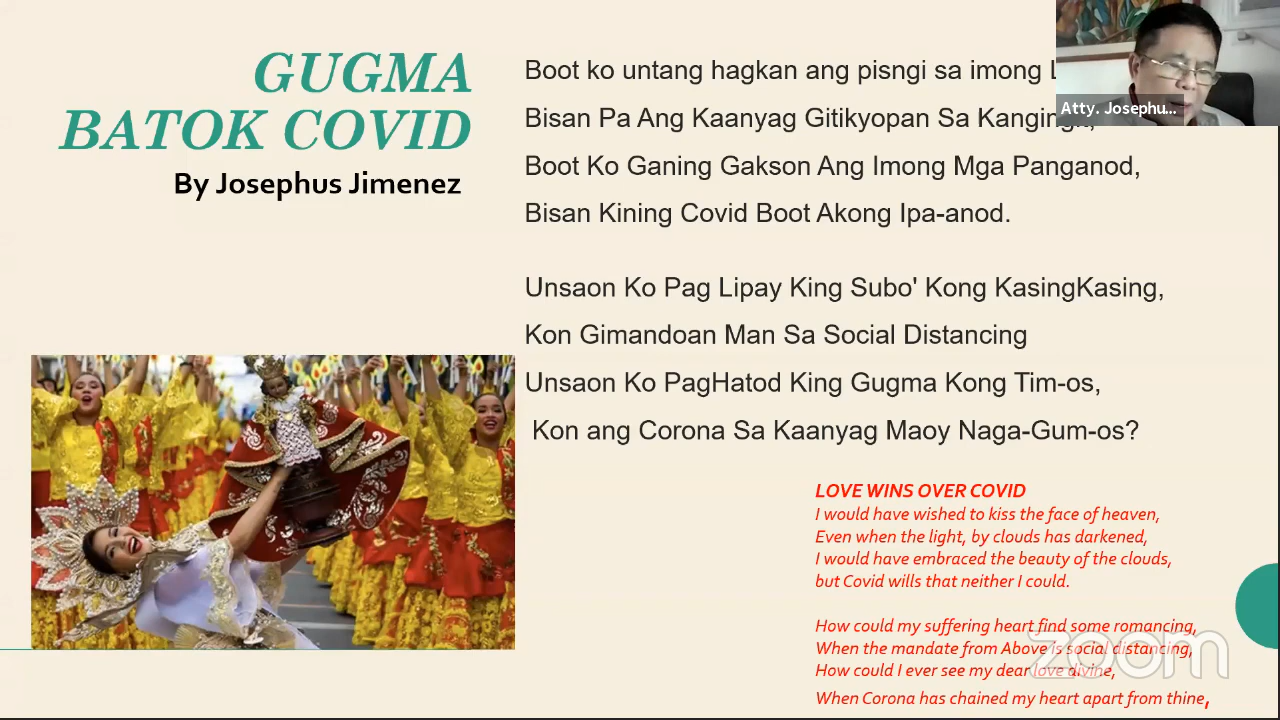 GUGMA
BATOK COVID
By Josephus Jimenez
Boot ko untang hagkan ang pisngi sa imong
Bisan Pa Ang Kaanyag Gitikyopan Sa
Boot Ko Ganing Gakson Ang Imong Mga Panganod,
Bisan Kining Covid Boot Akong Ipa-anod.
Unsaon Ko Pag Lipay King Subo' Kong KasingKasing,
Kon Gimandoan Man Sa Social Distancing
Unsaon Ko PagHatod King Gugma Kong Tim-os,
Kon ang Corona Sa Kaanyag Maoy Naga-Gum-os?
LOVE WINS OVER COVID
I would have wished to kiss the face of heaven,
Even when the light, by clouds has darkened,
I would have embraced the beauty of the clouds,
but Covid wills that neither I could.
How could my suffering heart find some romancing,
When the mandate from Above is social distancing,
How could I ever see my dear love divine,
When Corona has chained my heart apart from thine,
Atty. Josephu...
zoom